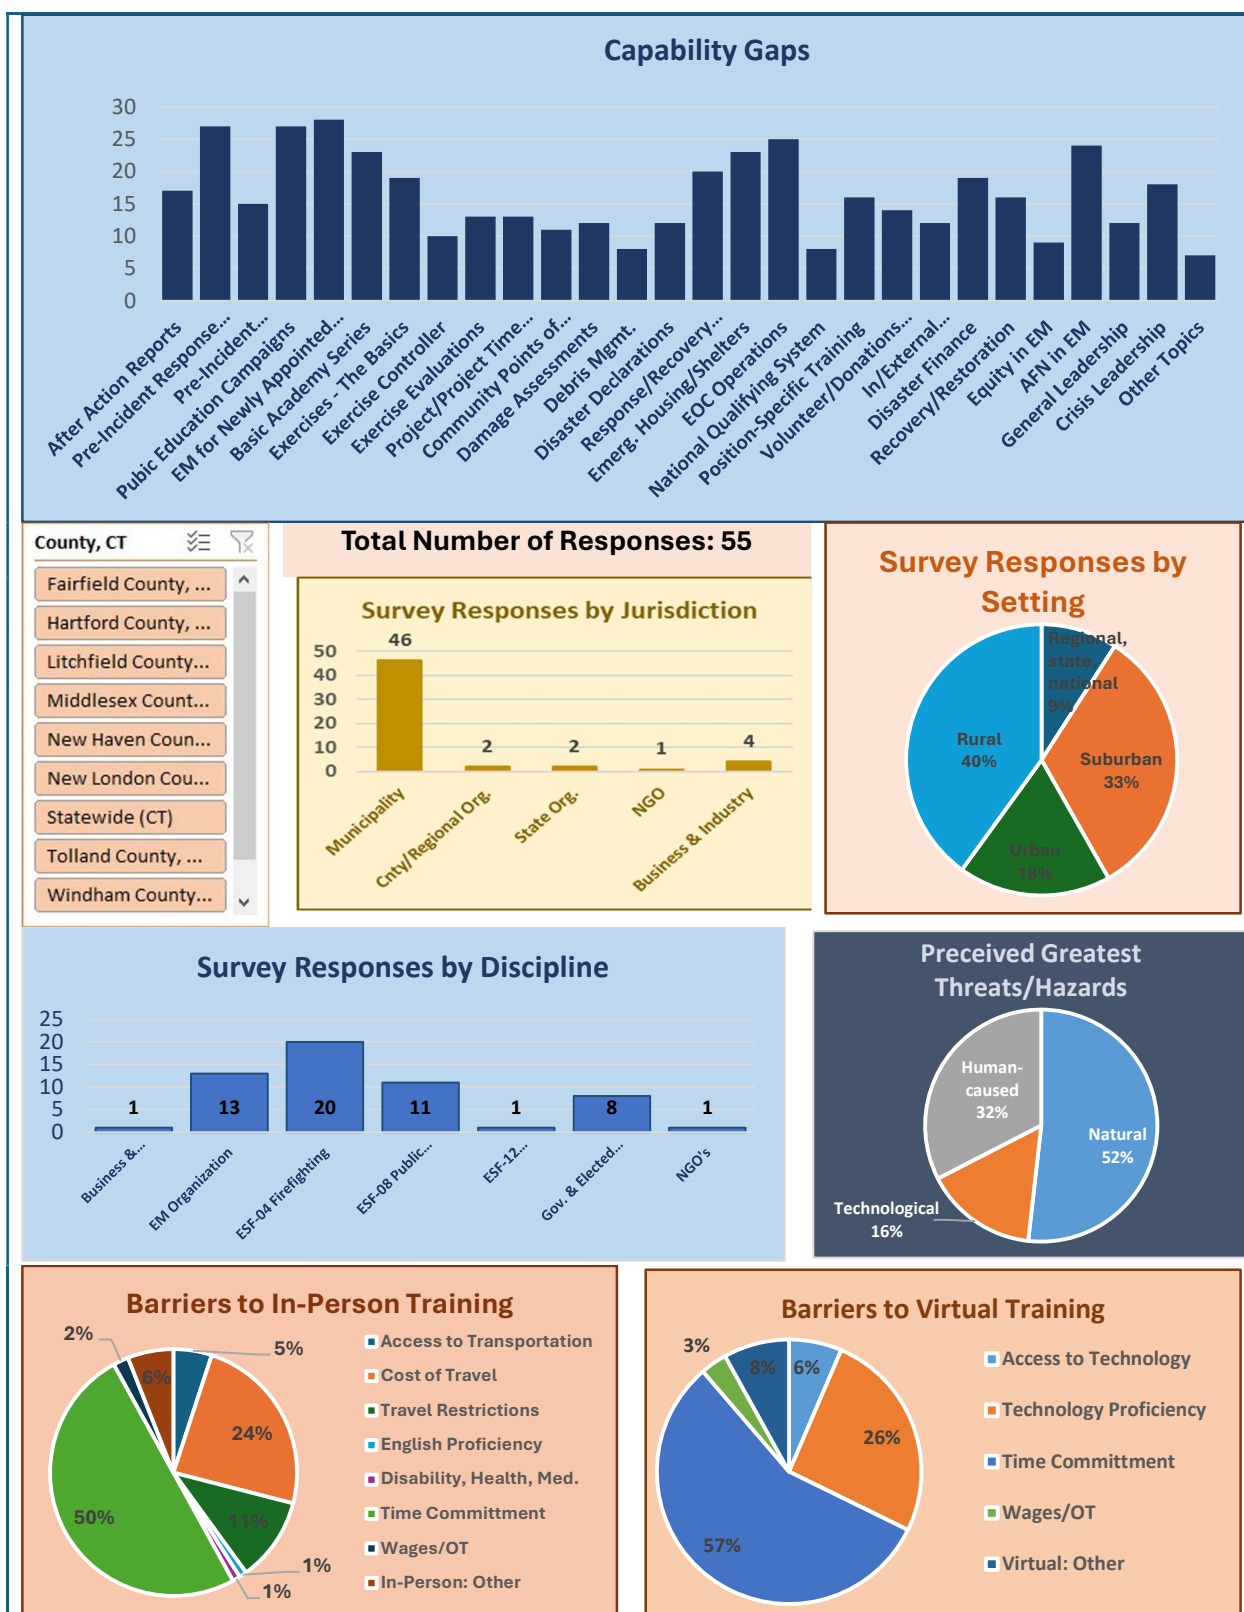 Capability Gaps
30
25
20
15
10
5
0
After Action Reports
Pre-Incident Response...
Pre-Incident...
Pubic Education Campaigns
EM for Newly Appointed...
Basic Academy Series
Exercises - The Basics
Exercise Controller
Exercise Evaluations
Project/Project Time...
Community Points of...
Damage Assessments
Debris Mgmt.
Disaster Declarations
Response/Recovery...
Emerg. Housing/Shelters
EOC Operations
National Qualifying System
Position-Specific Training
Volunteer/Donations...
In/External...
Disaster Finance
Recovery/Restoration
Equity in EM
AFN in EM
General Leadership
Crisis Leadership
Other Topics
County, CT
Fairfield County, ...
Hartford County, ...
Litchfield County...
Middlesex Count...
New Haven Coun...
New London Cou...
Statewide (CT)
Tolland County, ...
Windham County...
Total Number of Responses: 55
Survey Responses by Jurisdiction
50
40
30
20
10
0
46
2
2
1
4
Municipality
Cnty/Regional Org.
State Org.
NGO
Business & Industry
Survey Responses by
Setting
Regional,
state,
national
9%
Suburban
33%
Urban
18%
Rural
40%
Survey Responses by Discipline
25
20
15
10
5
0
1
13
20
11
1
8
1
Business &...
EM Organization
ESF-04 Firefighting
ESF-08 Public...
ESF-12...
Gov. & Elected...
NGO's
Preceived Greatest
Threats/Hazards
Human-
caused
32%
Natural
52%
Technological
16%
Barriers to In-Person Training
2%
6%
5%
24%
11%
1%
1%
50%
Access to Transportation
Cost of Travel
Travel Restrictions
English Proficiency
Disability, Health, Med.
Time Committment
Wages/OT
In-Person: Other
Barriers to Virtual Training
3%
8%
6%
26%
57%
Access to Technology
Technology Proficiency
Time Committment
Wages/OT
Virtual: Other